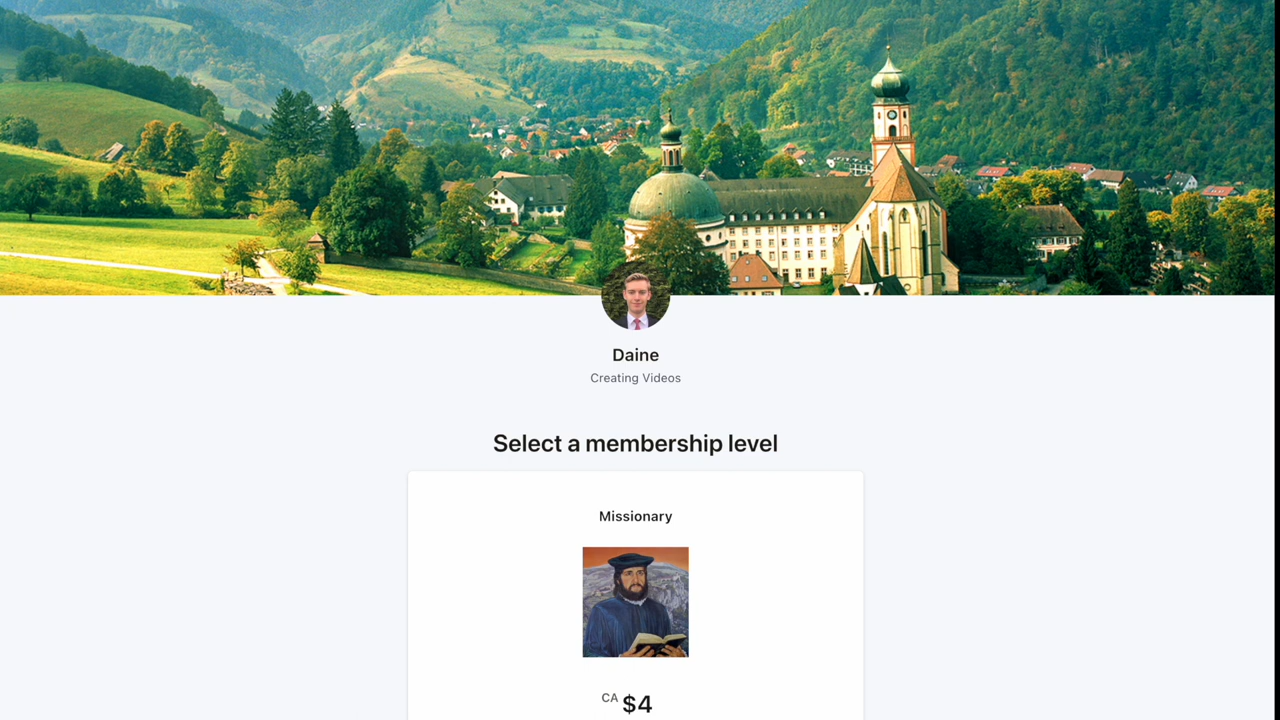 Daine
Creating Videos
Select a membership level
Missionary
CA $4